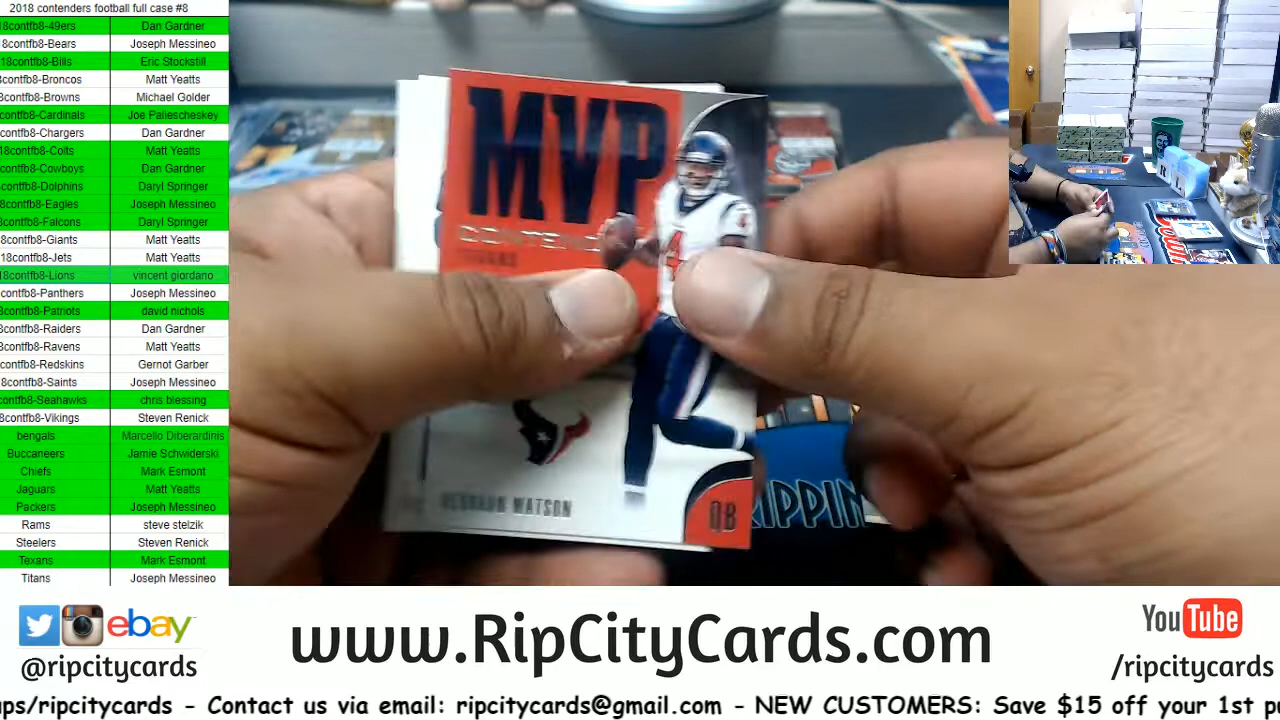 2018 contenders football full case #8
18contfb8-49ers Dan Gardner
8contfb8-Bears Joseph Messineo
18contfb8-Bills Eric Stockstill
8contfb8-Broncos Matt Yeatts
8contfb8-Browns Michael Golder
contfb8-Cardinals Joe Paliescheskey
contfb8-Chargers Dan Gardner
18contfb8-Colts Matt Yeatts
contfb8-Cowboys Dan Gardner
contfb8-Dolphins Daryl Springer
8contfb8-Eagles Joseph Messineo
8contfb8-Falcons Daryl Springer
8contfb8-Giants Matt Yeatts
18contfb8-Jets Matt Yeatts
18contfb8-Lions vincent giordano
contfb8-Panthers Joseph Messineo
8contfb8-Patriots david nichols
8contfb8-Raiders Dan Gardner
8contfb8-Ravens Matt Yeatts
contfb8-Redskins Gernot Garber
8contfb8-Saints Joseph Messineo
contfb8-Seahawks chris blessing
8contfb8-Vikings Steven Renick
bengals Marcello Diberardinis
Buccaneers Jamie Schwiderski
Chiefs Mark Esmont
Jaguars Matt Yeatts
Packers Joseph Messineo
Rams steve stelzik
Steelers Steven Renick
Texans Mark Esmont
Titans Joseph Messineo
MVP
4
WATSON
QB
RIPPIN
ebay
@ripcitycards
www.RipCityCards.com
YouTube
/ripcitycards
ps/ripcitycards - Contact us via email: ripcitycards@gmail.com - NEW CUSTOMERS: Save $15 off your 1st pu